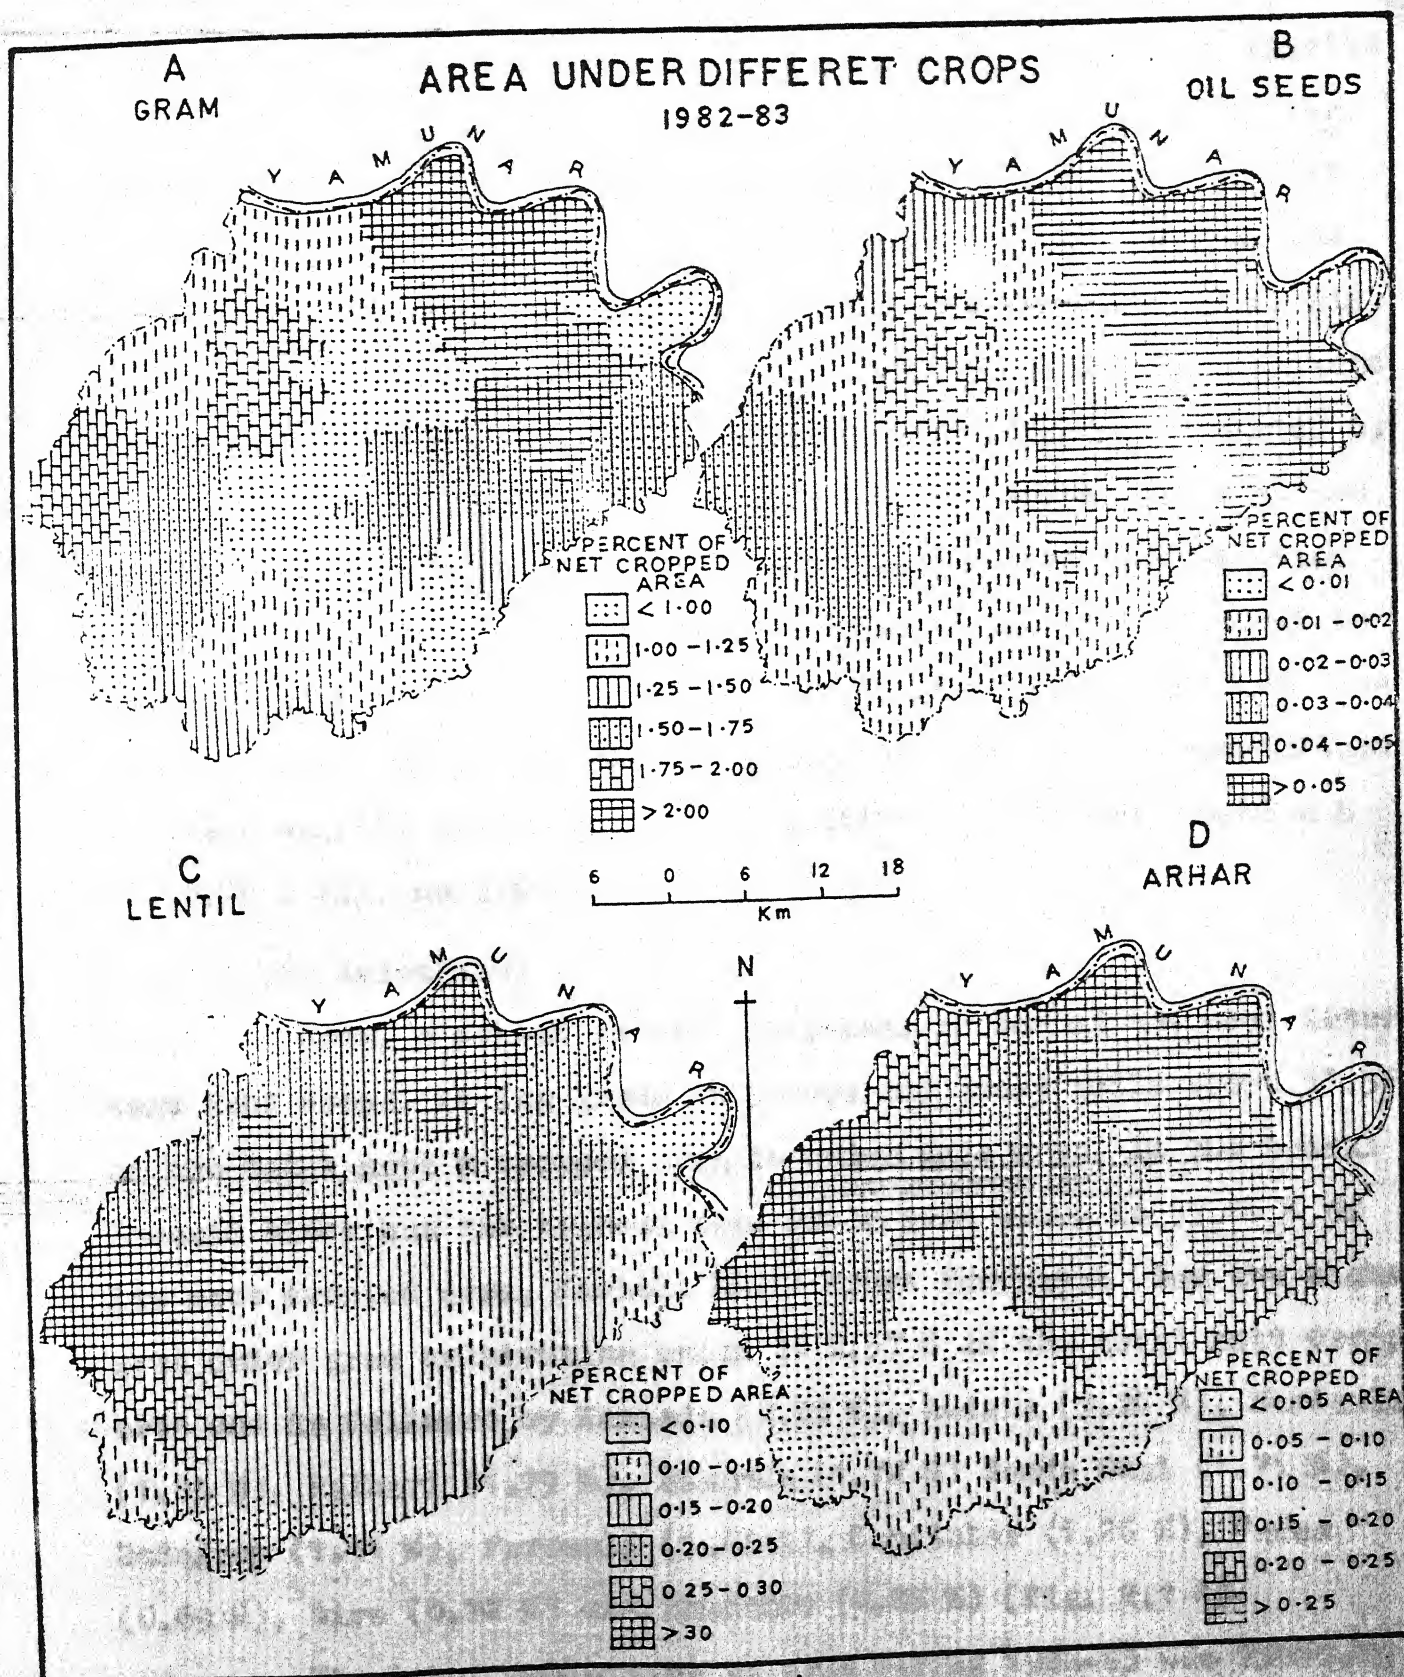 A
GRAM
AREA UNDER DIFFERET CROPS
1982-83
B
OIL SEEDS
YAMUNA R
YAMUNA R
PERCENT OF
NET CROPPED
AREA
< 1·00
1·00 - 1·25
1·25 - 1·50
1·50 - 1·75
1·75 - 2·00
> 2·00
PERCENT OF
NET CROPPED
AREA
< 0·01
0·01 - 0·02
0·02 - 0·03
0·03 - 0·04
0·04 - 0·05
> 0·05
C
LENTIL
6 0 6 12 18
Km
D
ARHAR
N
YAMUNA R
YAMUNA R
PERCENT OF
NET CROPPED AREA
< 0·10
0·10 - 0·15
0·15 - 0·20
0·20 - 0·25
0 25 - 0 30
> 30
PERCENT OF
NET CROPPED
< 0·05 AREA
0·05 - 0·10
0·10 - 0·15
0·15 - 0·20
0·20 - 0·25
> 0·25